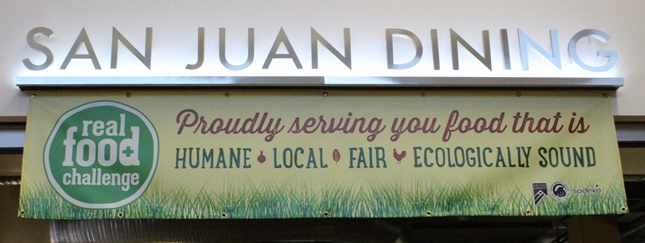 SAN JUAN DINING
real
food
challenge
Proudly serving you food that is
HUMANE LOCAL FAIR ECOLOGICALLY SOUND
sodexo